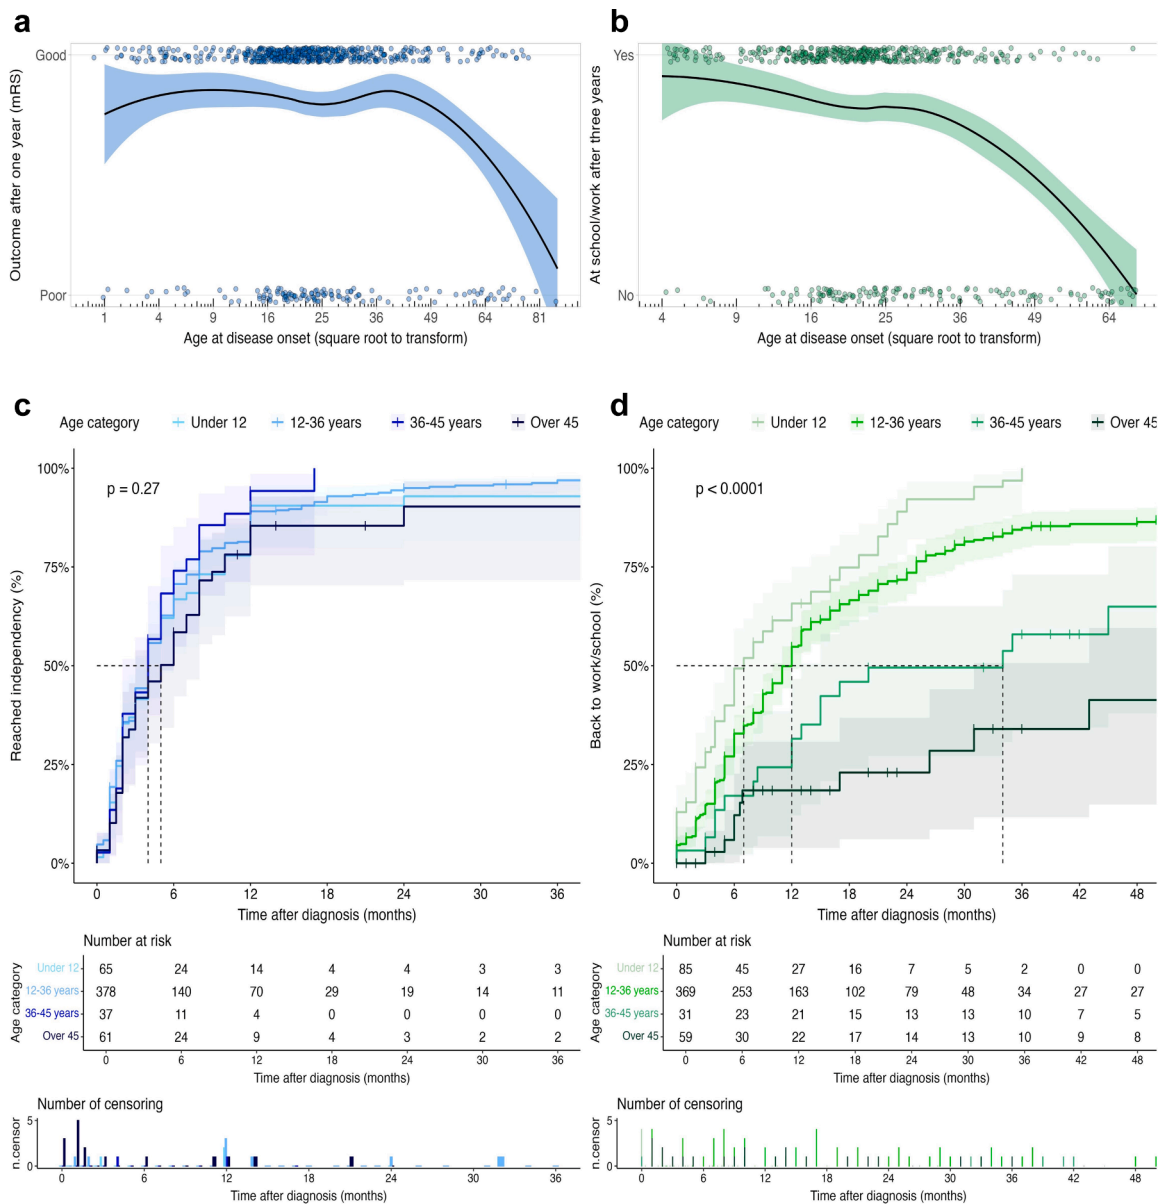 a
b
Good
Poor
Outcome after one year (mRS)
1 4 9 16 25 36 49 64 81
Age at disease onset (square root to transform)
Yes
No
At school/work after three years
4 9 16 25 36 49 64
Age at disease onset (square root to transform)
c
Age category Under 12 12-36 years 36-45 years Over 45
100%
75%
50%
25%
0%
p = 0.27
Reached independency (%)
0 6 12 18 24 30 36
Time after diagnosis (months)
Number at risk
Age category
Under 12 65 24 14 4 4 3 3
12-36 years 378 140 70 29 19 14 11
36-45 years 37 11 4 0 0 0 0
Over 45 61 24 9 4 3 2 2
0 6 12 18 24 30 36
Time after diagnosis (months)
Number of censoring
n.censor
5
0
0 6 12 18 24 30 36
Time after diagnosis (months)
d
Age category Under 12 12-36 years 36-45 years Over 45
100%
75%
50%
25%
0%
p < 0.0001
Back to work/school (%)
0 6 12 18 24 30 36 42 48
Time after diagnosis (months)
Number at risk
Age category
Under 12 85 45 27 16 7 5 2 0 0
12-36 years 369 253 163 102 79 48 34 27 27
36-45 years 31 23 21 15 13 13 10 7 5
Over 45 59 30 22 17 14 13 10 9 8
0 6 12 18 24 30 36 42 48
Time after diagnosis (months)
Number of censoring
n.censor
5
0
0 6 12 18 24 30 36 42 48
Time after diagnosis (months)